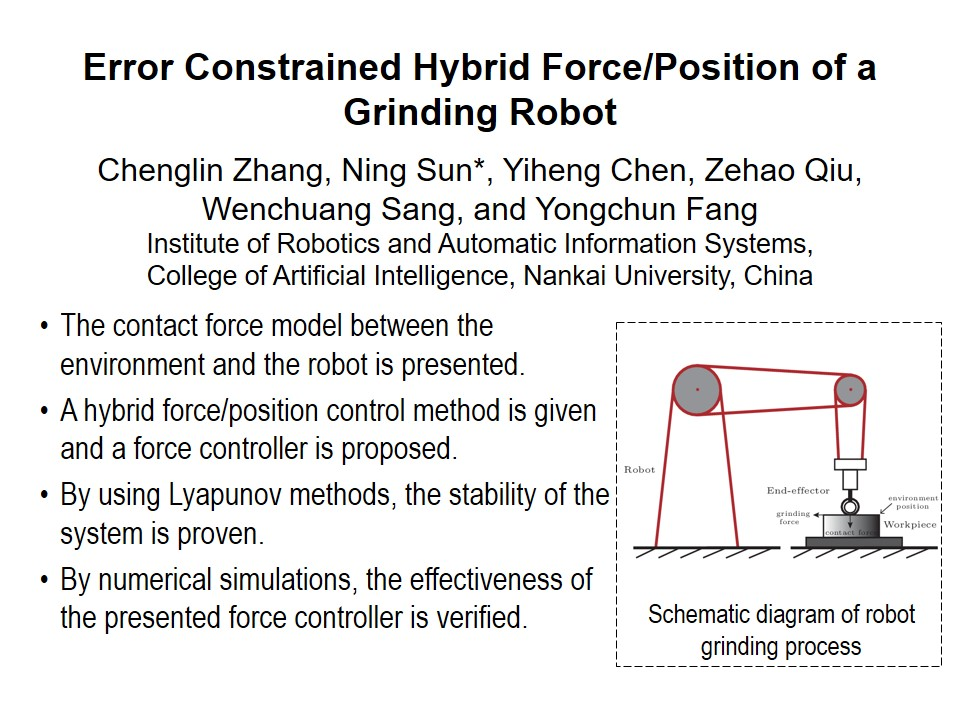 Error Constrained Hybrid Force/Position of a
Grinding Robot
Chenglin Zhang, Ning Sun*, Yiheng Chen, Zehao Qiu,
Wenchuang Sang, and Yongchun Fang
Institute of Robotics and Automatic Information Systems,
College of Artificial Intelligence, Nankai University, China
• The contact force model between the
environment and the robot is presented.
• A hybrid force/position control method is given
and a force controller is proposed.
• By using Lyapunov methods, the stability of the
system is proven.
• By numerical simulations, the effectiveness of
the presented force controller is verified.
Robot
End-effector
grinding
force
environment
position
Workpiece
contact force
Schematic diagram of robot
grinding process